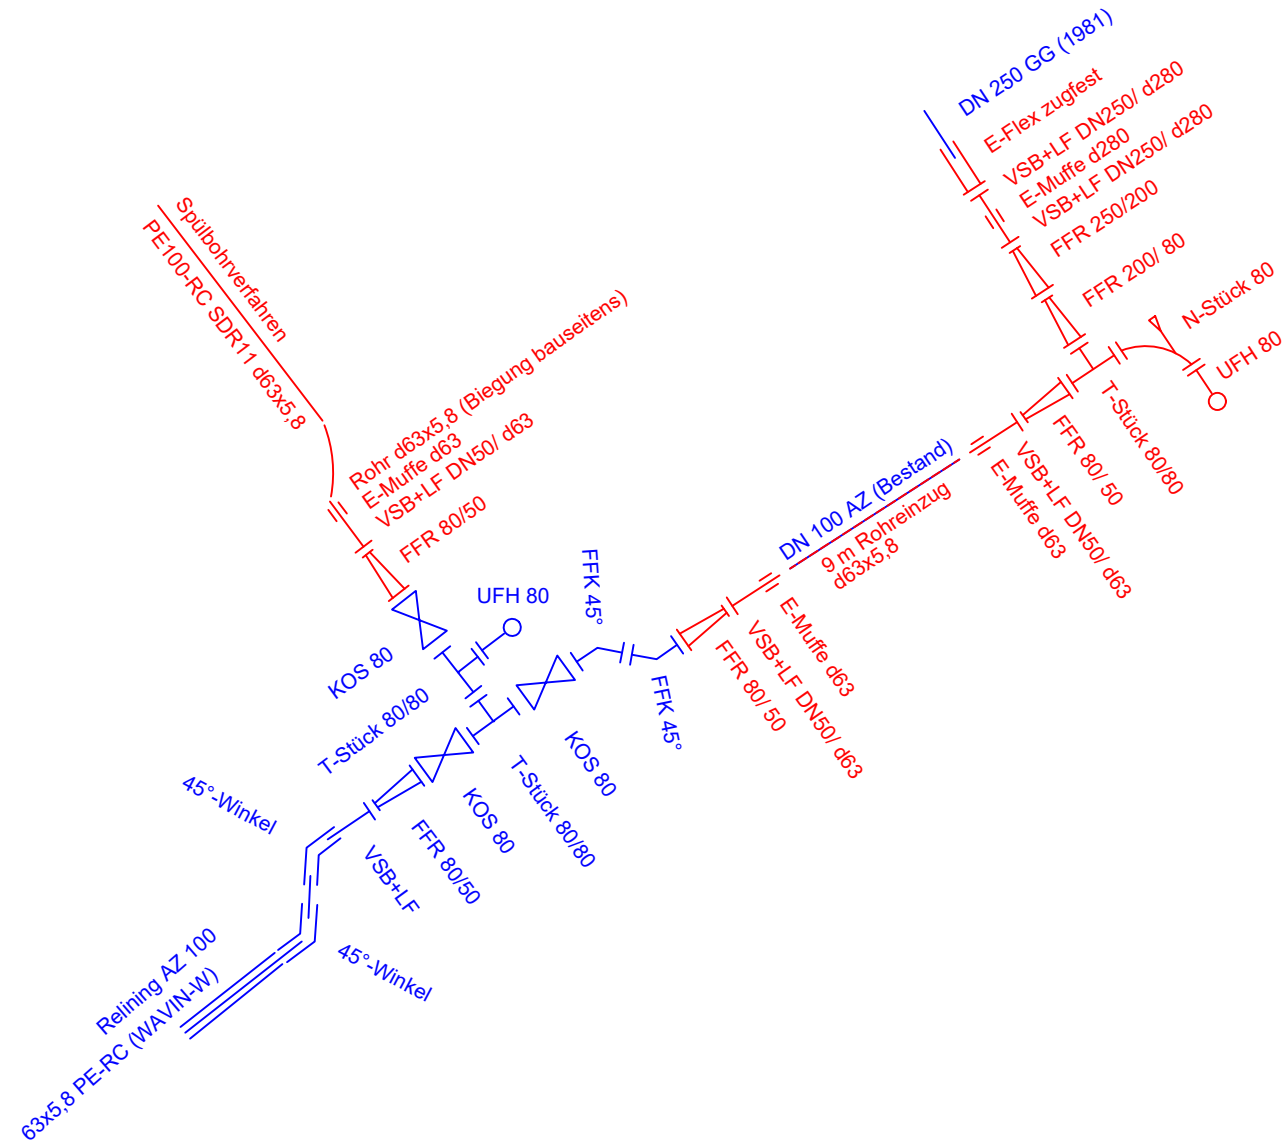 DN 250 GG (1981)
E-Flex zugfest
VSB+LF DN250/ d280
E-Muffe d280
VSB+LF DN250/ d280
FFR 250/200
FFR 200/ 80
N-Stück 80
UFH 80
T-Stück 80/80
FFR 80/ 50
VSB+LF DN50/ d63
E-Muffe d63
DN 100 AZ (Bestand)
9 m Rohreinzug
d63x5,8
E-Muffe d63
VSB+LF DN50/ d63
FFR 80/ 50
Spülbohrverfahren
PE100-RC SDR11 d63x5,8
Rohr d63x5,8 (Biegung bauseitens)
E-Muffe d63
VSB+LF DN50/ d63
FFR 80/50
KOS 80
UFH 80
T-Stück 80/80
FFK 45°
FFK 45°
KOS 80
T-Stück 80/80
KOS 80
FFR 80/50
VSB+LF
45°-Winkel
45°-Winkel
Relining AZ 100
63x5,8 PE-RC (WAVIN-W)